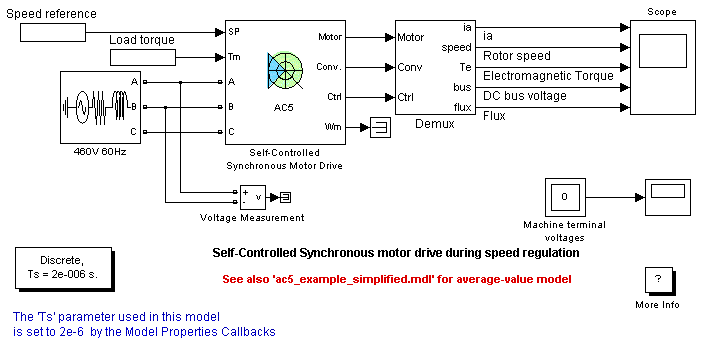 Speed reference
Load torque
SP
Tm
A
B
C
Motor
Conv.
Ctrl
Wm
AC5
Self-Controlled
Synchronous Motor Drive
A
B
C
460V 60Hz
Motor
Conv
Ctrl
ia
speed
Te
bus
flux
Demux
ia
Rotor speed
Electromagnetic Torque
DC bus voltage
Flux
Scope
+
-
v
Voltage Measurement
0
Machine terminal
voltages
Discrete,
Ts = 2e-006 s.
Self-Controlled Synchronous motor drive during speed regulation
See also 'ac5_example_simplified.mdl' for average-value model
?
More Info
The 'Ts' parameter used in this model
is set to 2e-6 by the Model Properties Callbacks